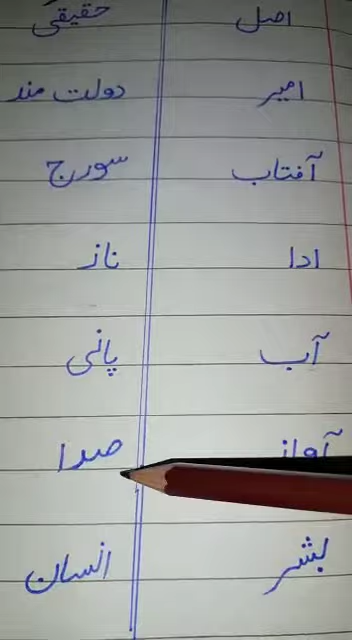 اصل حقیقی
امیر دولت مند
آفتاب سورج
ادا ناز
آب پانی
آواز صدا
بشر انسان